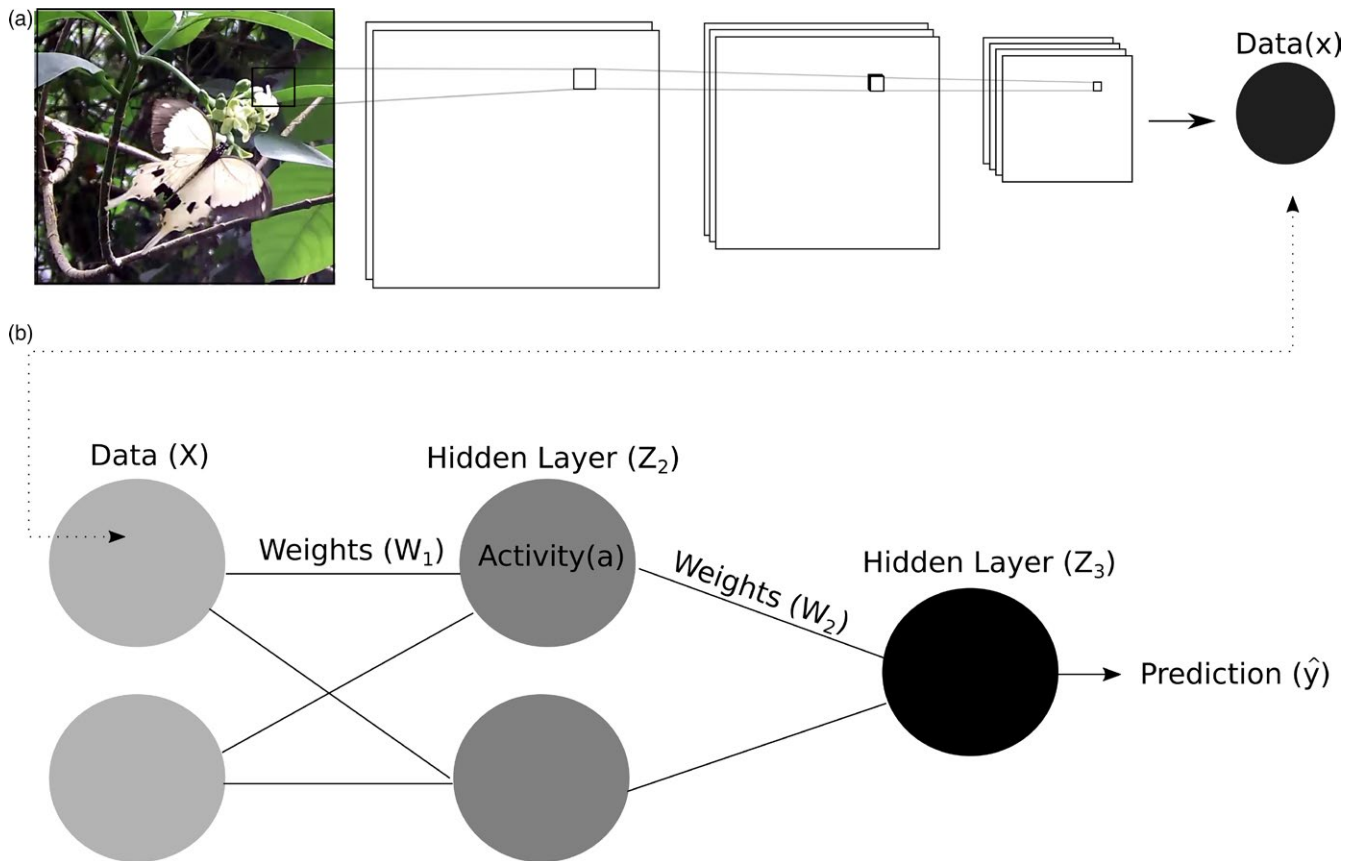 (a)
Data(x)
(b)
Data (X)
Hidden Layer (Z₂)
Weights (W₁)
Activity(a)
Weights (W₂)
Hidden Layer (Z₃)
Prediction (ŷ)